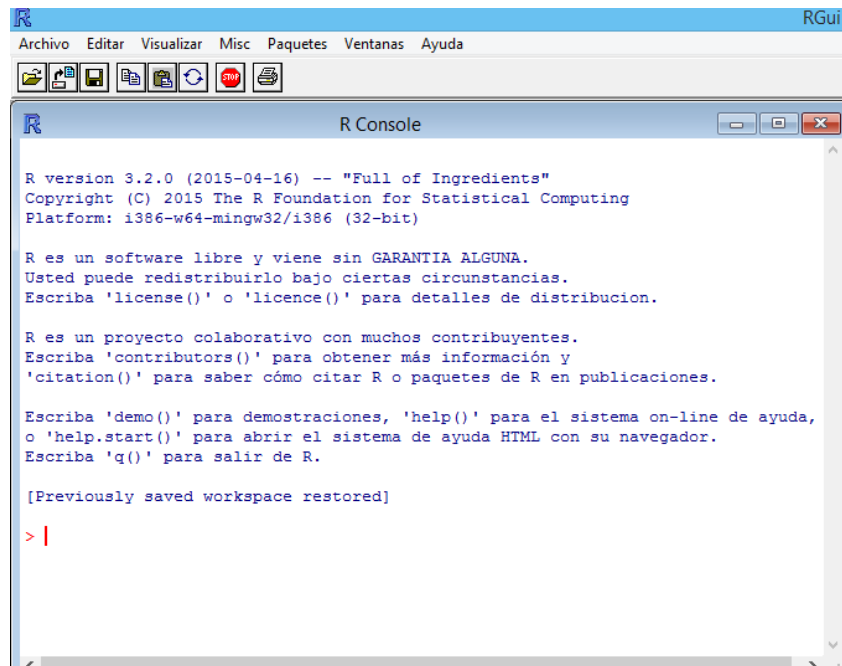 RGui
Archivo Editar Visualizar Misc Paquetes Ventanas Ayuda
STOP
R Console
R version 3.2.0 (2015-04-16) -- "Full of Ingredients"
Copyright (C) 2015 The R Foundation for Statistical Computing
Platform: i386-w64-mingw32/i386 (32-bit)
R es un software libre y viene sin GARANTIA ALGUNA.
Usted puede redistribuirlo bajo ciertas circunstancias.
Escriba 'license()' o 'licence()' para detalles de distribucion.
R es un proyecto colaborativo con muchos contribuyentes.
Escriba 'contributors()' para obtener más información y
'citation()' para saber cómo citar R o paquetes de R en publicaciones.
Escriba 'demo()' para demostraciones, 'help()' para el sistema on-line de ayuda,
o 'help.start()' para abrir el sistema de ayuda HTML con su navegador.
Escriba 'q()' para salir de R.
[Previously saved workspace restored]
>